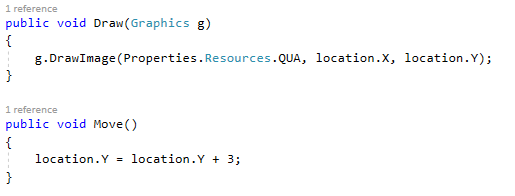 1 reference
public void Draw(Graphics g)
{
    g.DrawImage(Properties.Resources.QUA, location.X, location.Y);
}
1 reference
public void Move()
{
    location.Y = location.Y + 3;
}